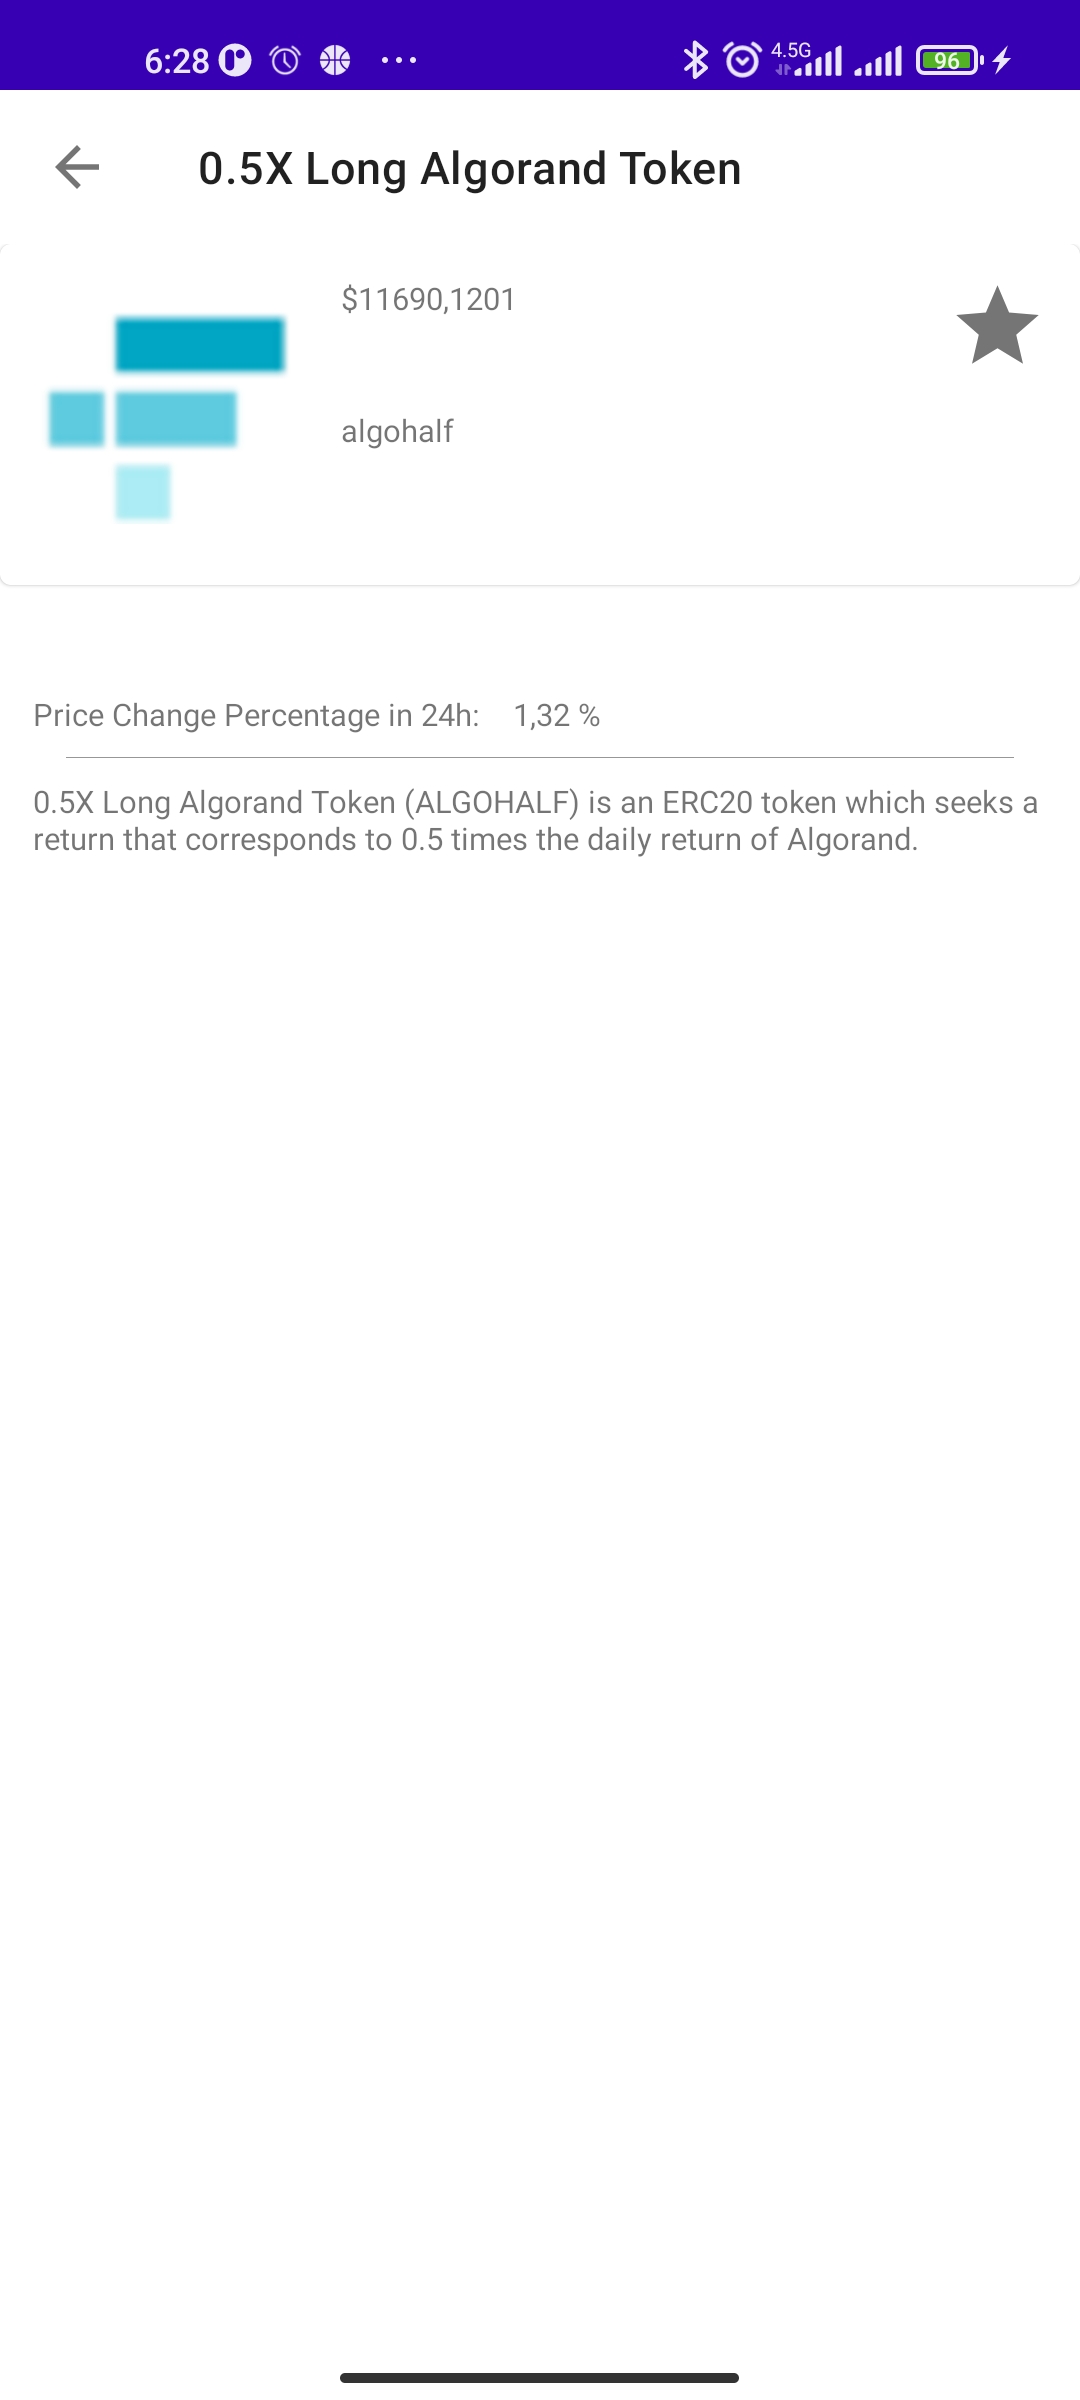 6:28
4.5G
96
0.5X Long Algorand Token
$11690,1201
algohalf
Price Change Percentage in 24h: 1,32 %
0.5X Long Algorand Token (ALGOHALF) is an ERC20 token which seeks a
return that corresponds to 0.5 times the daily return of Algorand.